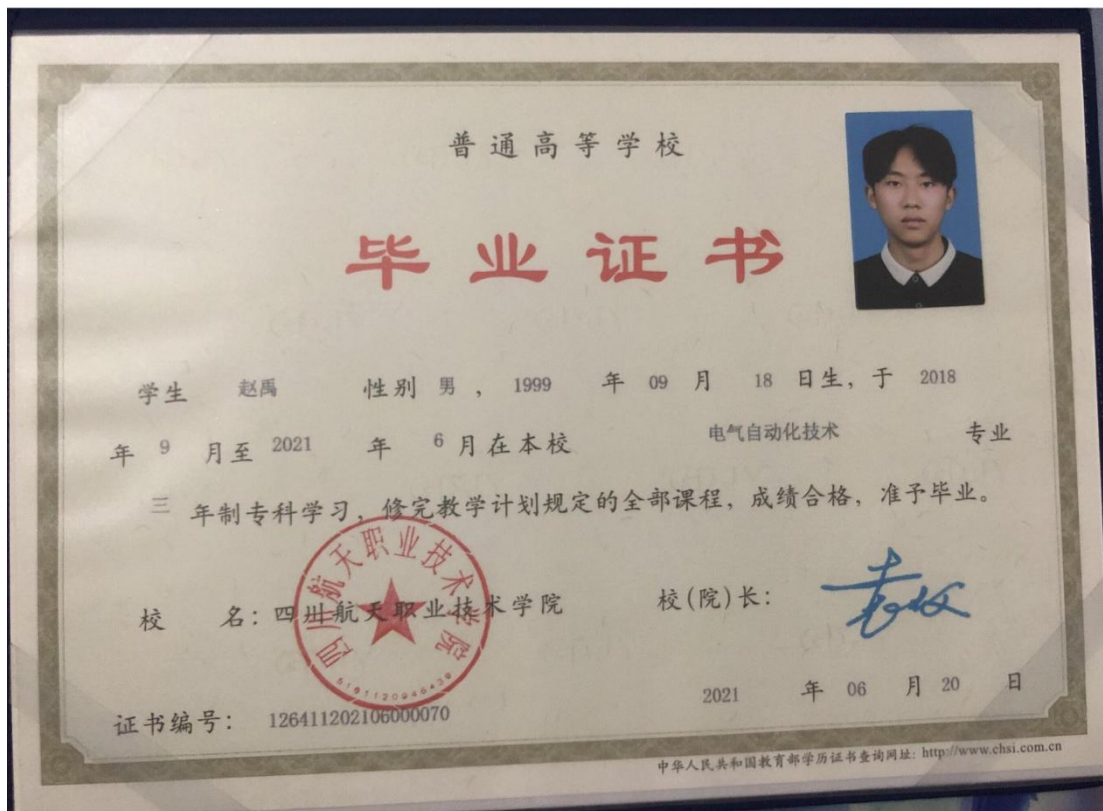 普通高等学校
毕业证书
学生 赵禹 性别 男 , 1999 年 09 月 18 日生, 于 2018
年 9 月至 2021 年 6 月在本校 电气自动化技术 专业
三 年制专科学习, 修完教学计划规定的全部课程, 成绩合格, 准予毕业。
校 名: 四川航天职业技术学院 校(院)长:
四川航天职业技术学院
2021 年 06 月 20 日
证书编号: 126411202106000070
中华人民共和国教育部学历证书查询网址: http://www.chsi.com.cn